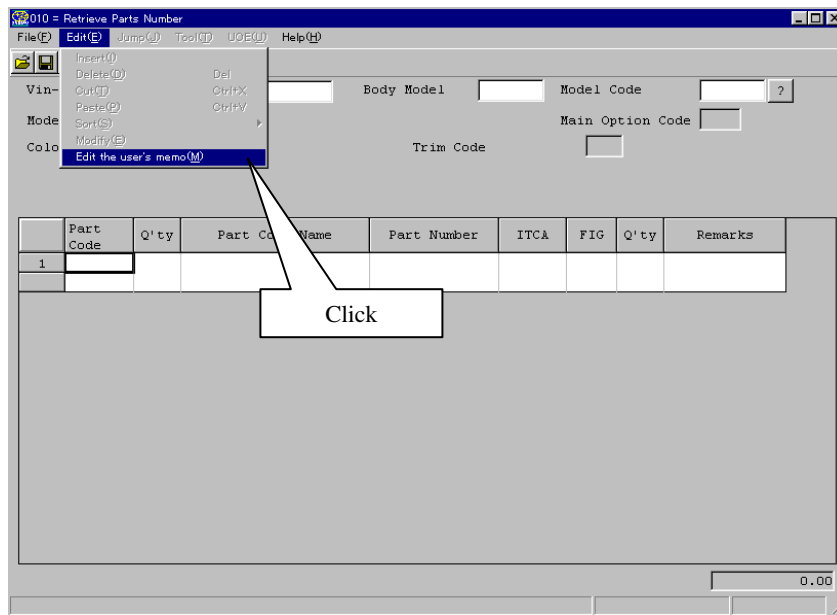 010 = Retrieve Parts Number
File(F) Edit(E) Jump(J) Tool(T) UOE(U) Help(H)
Insert(I)
Delete(D) Del
Cut(T) Ctrl+X
Paste(P) Ctrl+V
Sort(S)
Modify(E)
Edit the user's memo(M)
Vin- Body Model Model Code ?
Mode Main Option Code
Colo Trim Code
Part Code Q'ty Part Co Name Part Number ITCA FIG Q'ty Remarks
1
Click
0.00